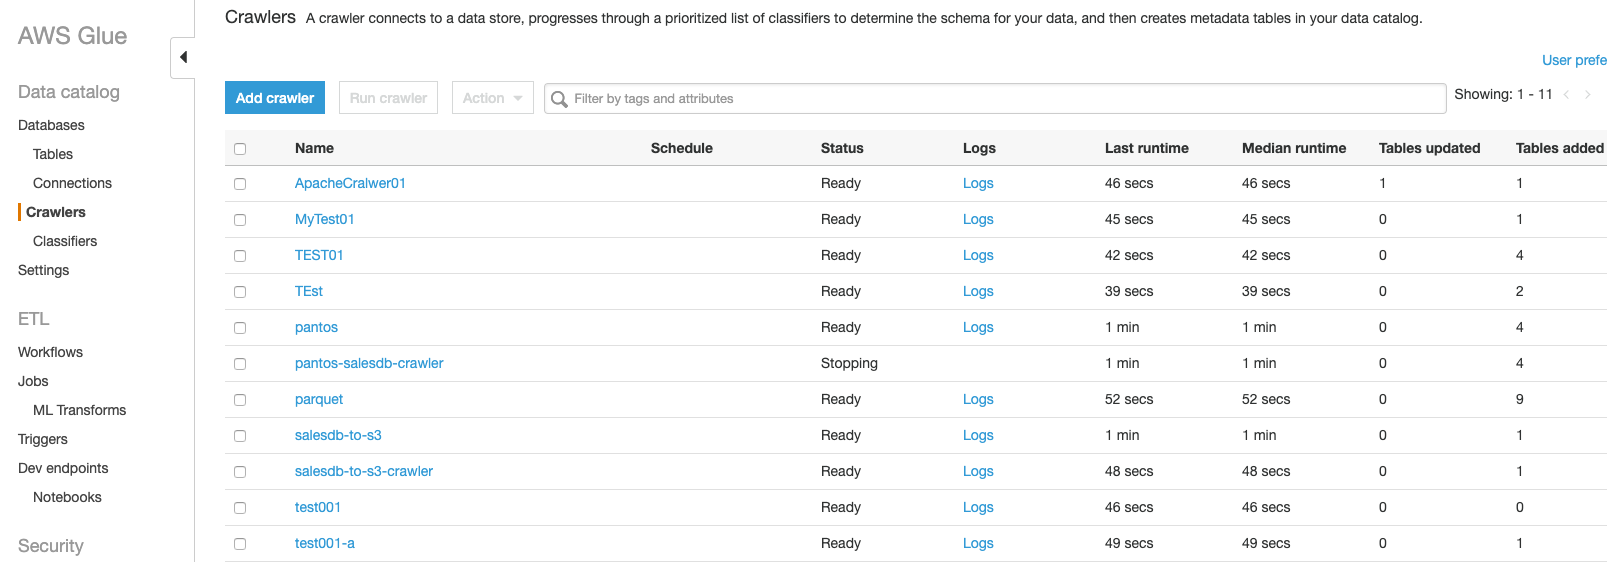 AWS Glue
Data catalog
Databases
Tables
Connections
Crawlers
Classifiers
Settings
ETL
Workflows
Jobs
ML Transforms
Triggers
Dev endpoints
Notebooks
Security
Crawlers A crawler connects to a data store, progresses through a prioritized list of classifiers to determine the schema for your data, and then creates metadata tables in your data catalog.
User prefe
Add crawler Run crawler Action Filter by tags and attributes Showing: 1 - 11
Name Schedule Status Logs Last runtime Median runtime Tables updated Tables added
ApacheCralwer01 Ready Logs 46 secs 46 secs 1 1
MyTest01 Ready Logs 45 secs 45 secs 0 1
TEST01 Ready Logs 42 secs 42 secs 0 4
TEst Ready Logs 39 secs 39 secs 0 2
pantos Ready Logs 1 min 1 min 0 4
pantos-salesdb-crawler Stopping 1 min 1 min 0 4
parquet Ready Logs 52 secs 52 secs 0 9
salesdb-to-s3 Ready Logs 1 min 1 min 0 1
salesdb-to-s3-crawler Ready Logs 48 secs 48 secs 0 1
test001 Ready Logs 46 secs 46 secs 0 0
test001-a Ready Logs 49 secs 49 secs 0 1